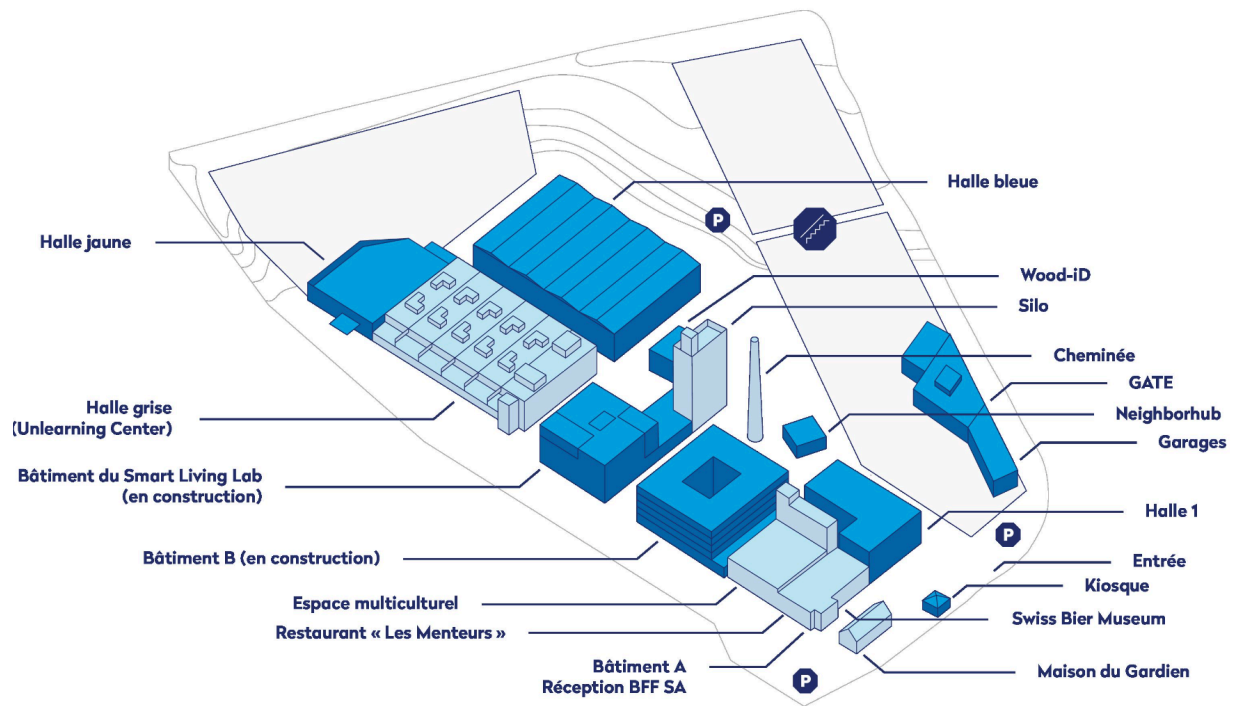 Halle bleue
Halle jaune
P
Wood-iD
Silo
Cheminée
GATE
Halle grise
(Unlearning Center)
Neighborhub
Garages
Bâtiment du Smart Living Lab
(en construction)
Halle 1
P
Bâtiment B (en construction)
Entrée
Kiosque
Espace multiculturel
Swiss Bier Museum
Restaurant « Les Menteurs »
Bâtiment A
Réception BFF SA
P
Maison du Gardien